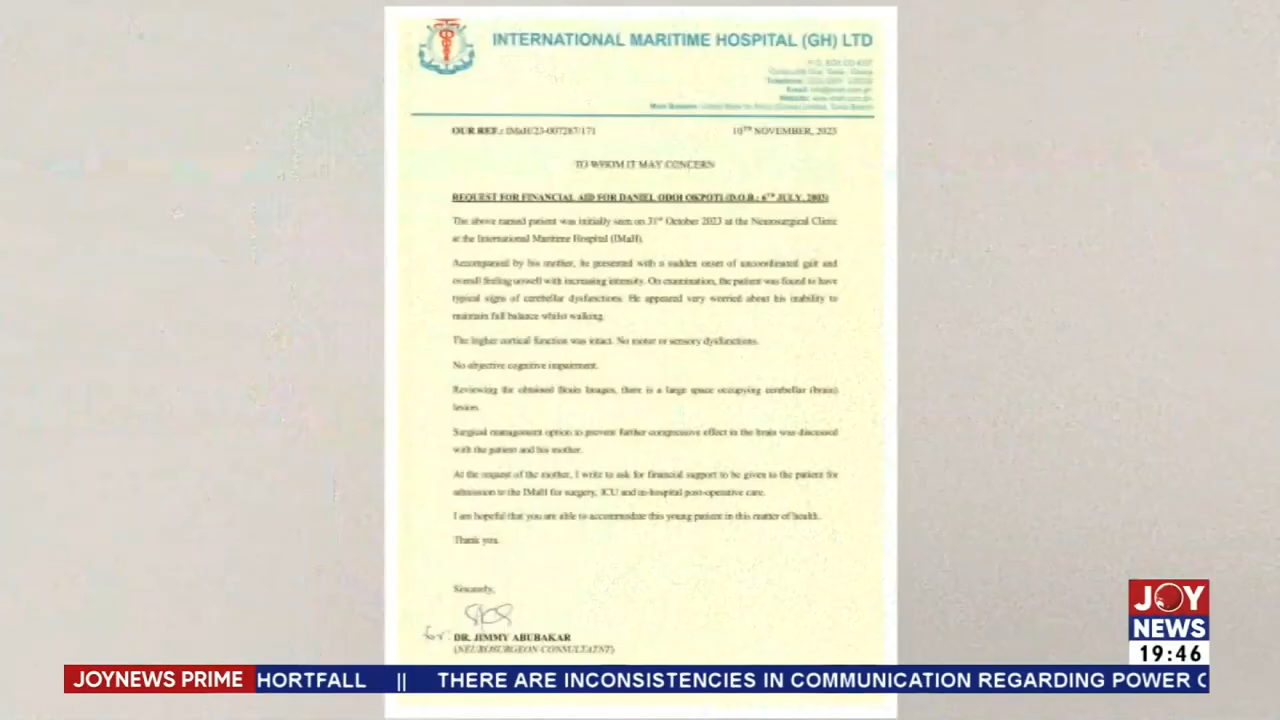 INTERNATIONAL MARITIME HOSPITAL (GH) LTD
OUR REF.: IMaH/23-007287/171
10TH NOVEMBER, 2023
TO WHOM IT MAY CONCERN
REQUEST FOR FINANCIAL AID FOR DANIEL ODOI OKPOTI (D.O.B.: 6TH JULY, 2003)
The above named patient was initially seen on 31st October 2023 at the Neurosurgical Clinic
at the International Maritime Hospital (IMaH).
Accompanied by his mother, he presented with a sudden onset of uncoordinated gait and
overall feeling unwell with increasing intensity. On examination, the patient was found to have
typical signs of cerebellar dysfunctions. He appeared very worried about his inability to
maintain full balance whilst walking.
The higher cortical function was intact. No motor or sensory dysfunctions.
No objective cognitive impairment.
Reviewing the obtained Brain Images, there is a large space occupying cerebellar (brain)
lesion.
Surgical management option to prevent further compressive effect in the brain was discussed
with the patient and his mother.
At the request of the mother, I write to ask for financial support to be given to the patient for
admission to the IMaH for surgery, ICU and in-hospital post-operative care.
I am hopeful that you are able to accommodate this young patient in this matter of health.
Thank you.
Sincerely,
for: DR. JIMMY ABUBAKAR
(NEUROSURGEON CONSULTATNT)
JOY
NEWS
19:46
JOYNEWS PRIME HORTFALL || THERE ARE INCONSISTENCIES IN COMMUNICATION REGARDING POWER